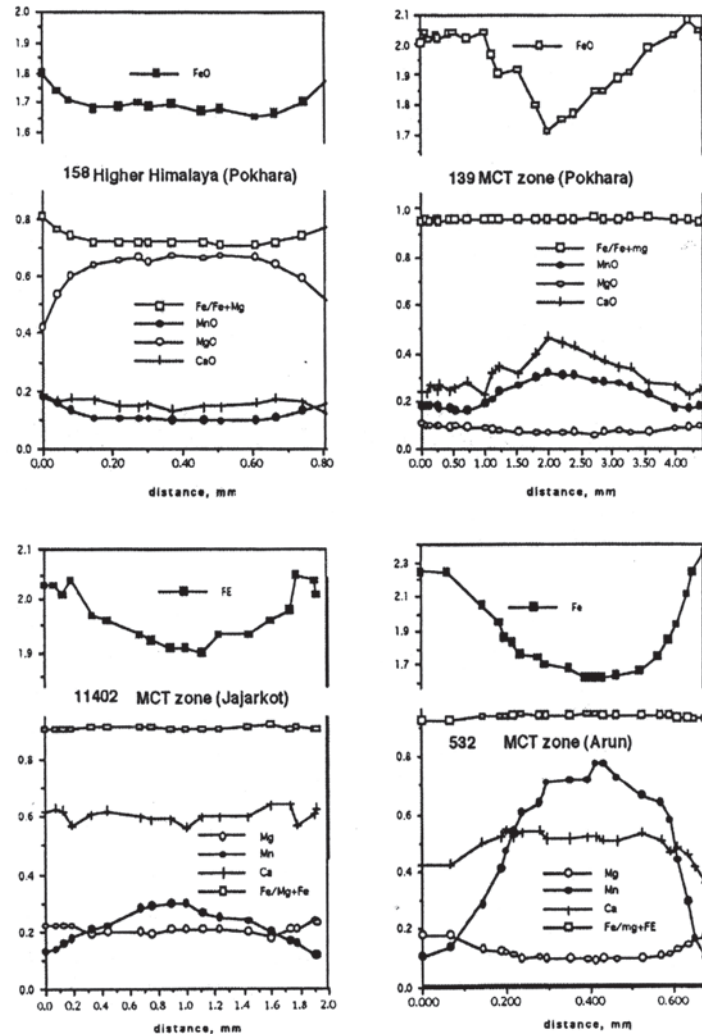 2.0
1.9
1.8
1.7
1.6
FeO
158 Higher Himalaya (Pokhara)
0.8
0.6
0.4
0.2
0.0
Fe/Fe+Mg
MnO
MgO
CaO
0.00 0.20 0.40 0.60 0.80
distance, mm
2.1
2.0
1.9
1.8
1.7
FeO
139 MCT zone (Pokhara)
1.0
0.8
0.6
0.4
0.2
0.0
Fe/Fe+mg
MnO
MgO
CaO
0.00 0.50 1.00 1.50 2.00 2.50 3.00 3.50 4.00
distance, mm
2.1
2.0
1.9
FE
11402 MCT zone (Jajarkot)
0.8
0.6
0.4
0.2
0.0
Mg
Mn
Ca
Fe/Mg+Fe
0.0 0.2 0.4 0.6 0.8 1.0 1.2 1.4 1.6 1.8 2.0
distance, mm
2.3
2.1
1.9
1.7
Fe
532 MCT zone (Arun)
0.8
0.6
0.4
0.2
0.0
Mg
Mn
Ca
Fe/mg+FE
0.000 0.200 0.400 0.600
distance, mm